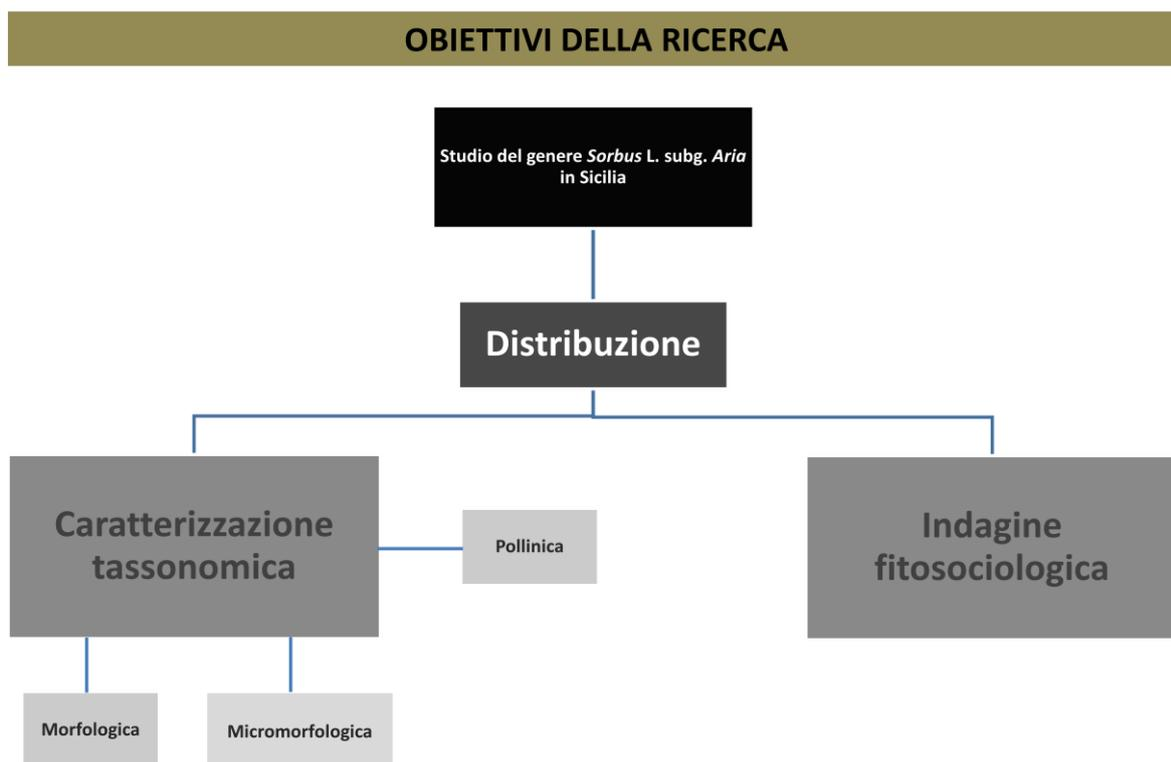 OBIETTIVI DELLA RICERCA
Studio del genere Sorbus L. subg. Aria
in Sicilia
Distribuzione
Caratterizzazione
tassonomica
Pollinica
Indagine
fitosociologica
Morfologica
Micromorfologica